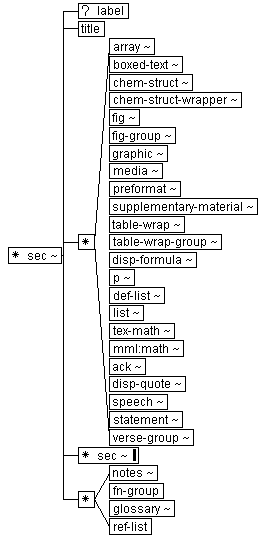 ? label
title
array ~
boxed-text ~
chem-struct ~
chem-struct-wrapper ~
fig ~
fig-group ~
graphic ~
media ~
preformat ~
supplementary-material ~
table-wrap ~
* table-wrap-group ~
* sec ~ disp-formula ~
p ~
def-list ~
list ~
tex-math ~
mml:math ~
ack ~
disp-quote ~
speech ~
statement ~
verse-group ~
* sec ~
notes ~
* fn-group
glossary ~
ref-list